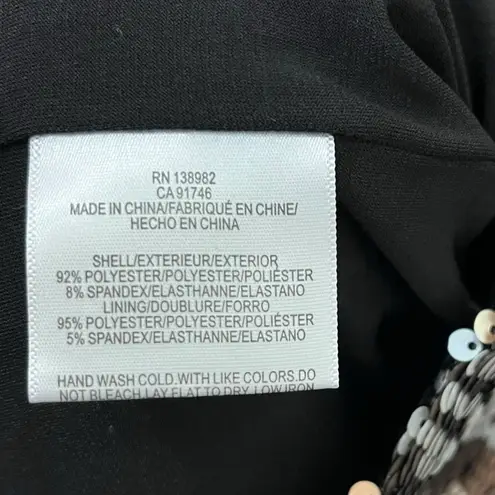 RN 138982
CA 91746
MADE IN CHINA/FABRIQUÉ EN CHINE/
HECHO EN CHINA
SHELL/EXTERIEUR/EXTERIOR
92% POLYESTER/POLYESTER/POLIÉSTER
8% SPANDEX/ELASTHANNE/ELASTANO
LINING/DOUBLURE/FORRO
95% POLYESTER/POLYESTER/POLIÉSTER
5% SPANDEX/ELASTHANNE/ELASTANO
HAND WASH COLD.WITH LIKE COLORS.DO
NOT BLEACH LAY FLAT TO DRY. LOW IRON